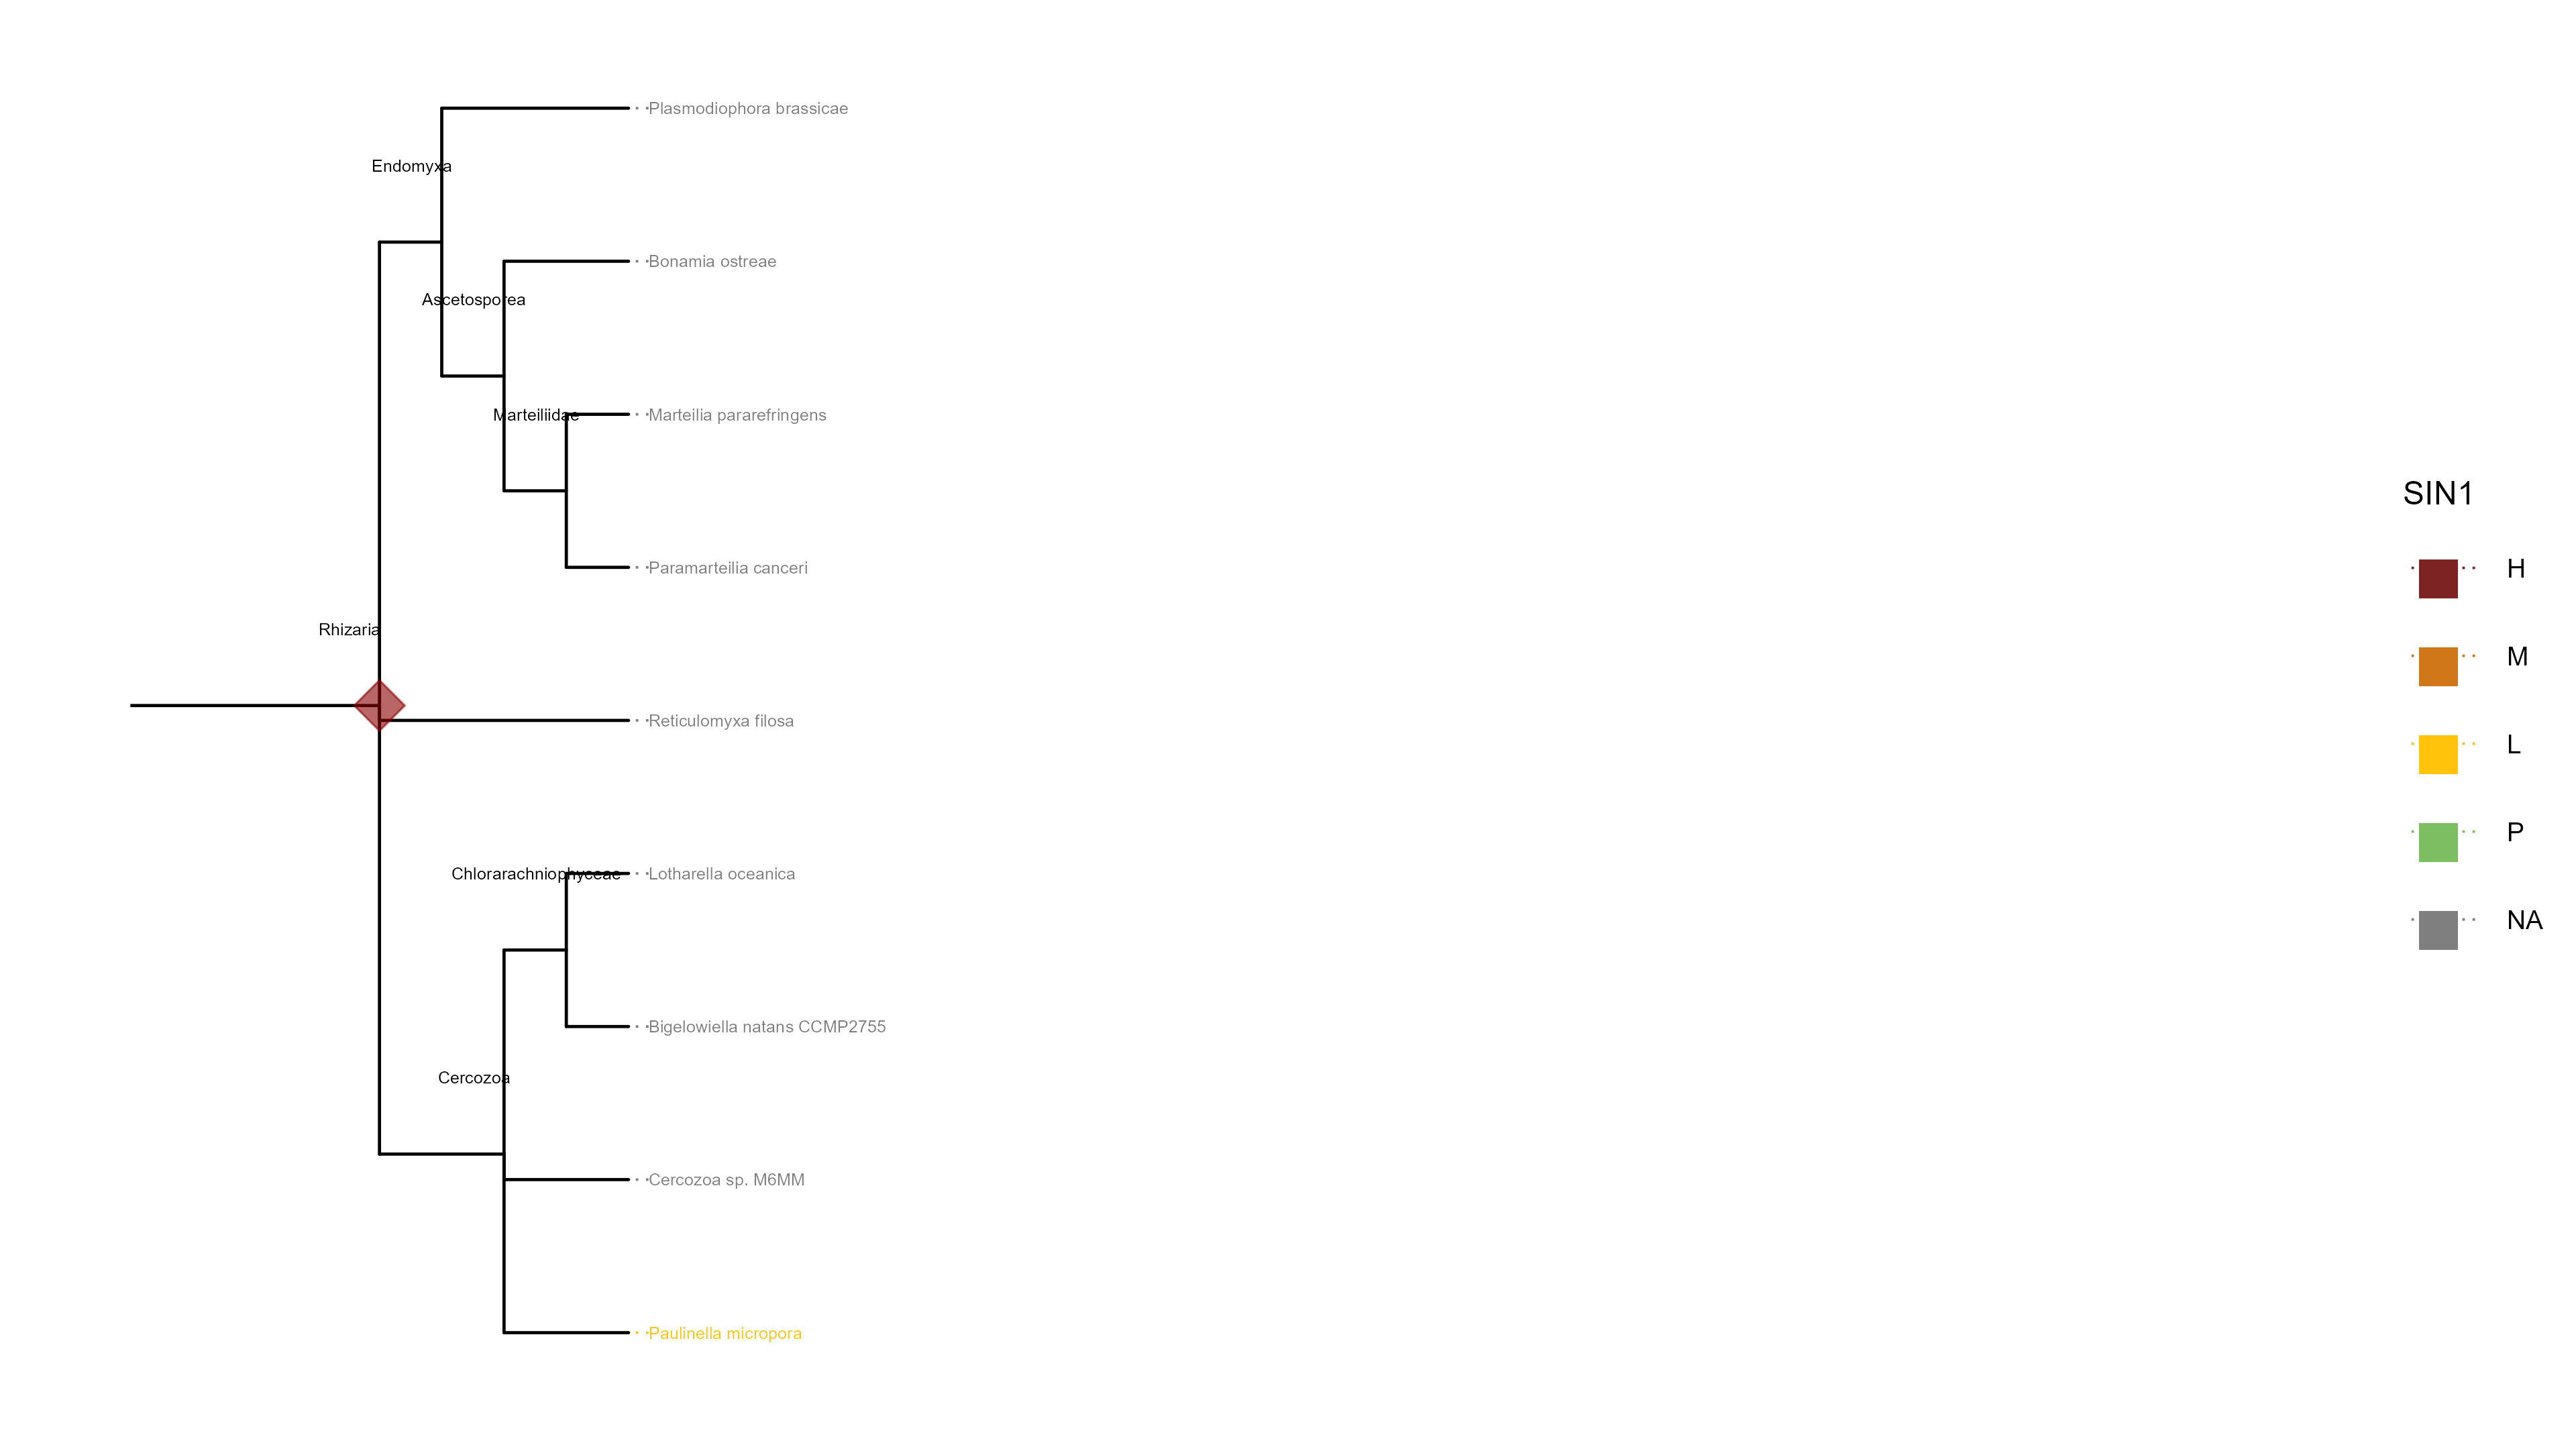 Plasmodiophora brassicae
Endomyxa
Bonamia ostreae
Ascetosporea
Marteiliidae
Marteilia pararefringens
Paramarteilia canceri
Rhizaria
Reticulomyxa filosa
Chlorarachniophyceae
Lotharella oceanica
Bigelowiella natans CCMP2755
Cercozoa
Cercozoa sp. M6MM
Paulinella micropora
SIN1
H
M
L
P
NA